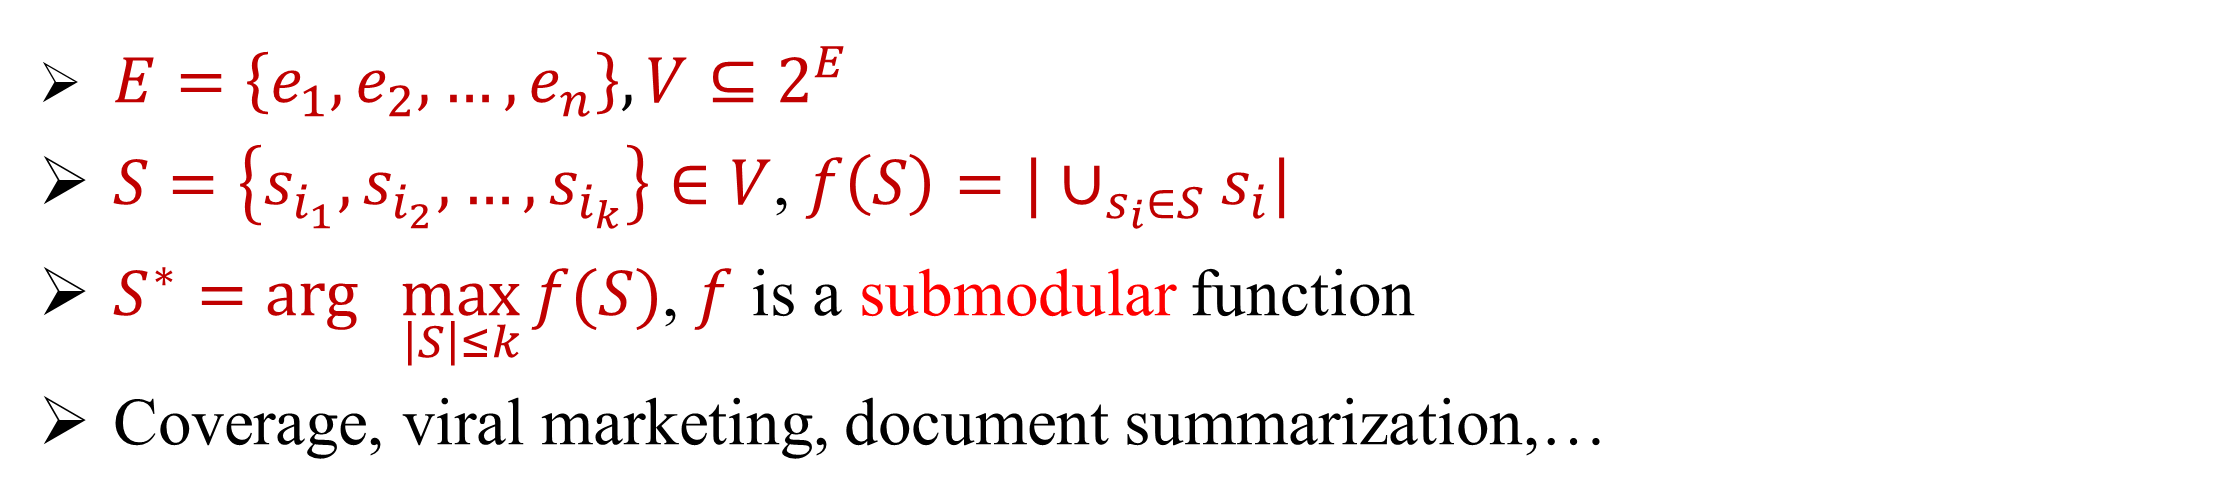 ➢ E = {e₁, e₂, … , eₙ}, V ⊆ 2^E
➢ S = {s_{i₁}, s_{i₂}, … , s_{i_k}} ∈ V, f(S) = | ∪_{s_i∈S} s_i|
➢ S* = arg max_{|S|≤k} f(S), f is a submodular function
➢ Coverage, viral marketing, document summarization,…